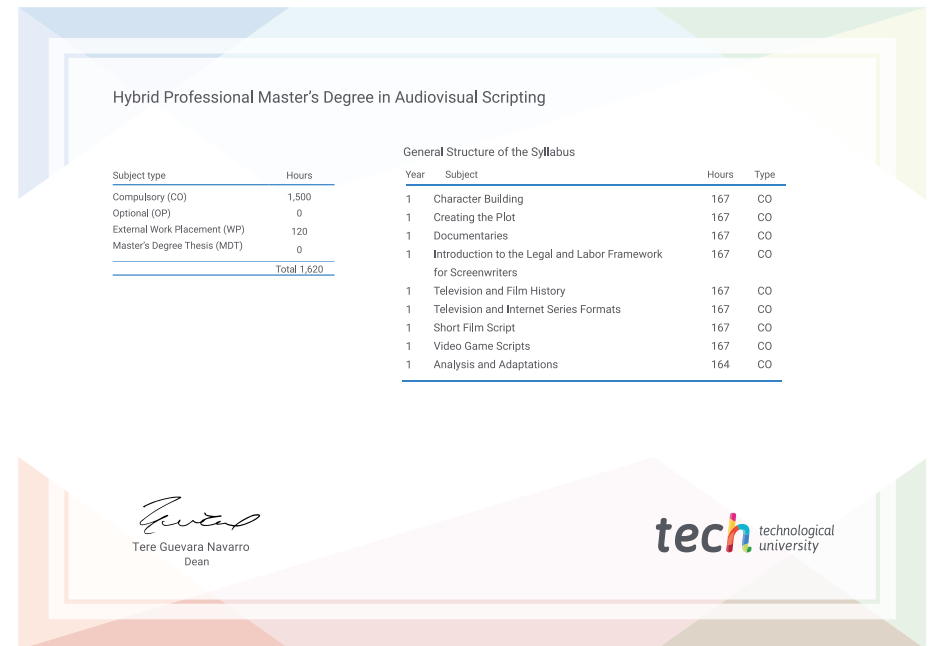 Hybrid Professional Master's Degree in Audiovisual Scripting
Subject type Hours
Compulsory (CO) 1,500
Optional (OP) 0
External Work Placement (WP) 120
Master's Degree Thesis (MDT) 0
Total 1,620
General Structure of the Syllabus
Year Subject Hours Type
1 Character Building 167 CO
1 Creating the Plot 167 CO
1 Documentaries 167 CO
1 Introduction to the Legal and Labor Framework 167 CO
for Screenwriters
1 Television and Film History 167 CO
1 Television and Internet Series Formats 167 CO
1 Short Film Script 167 CO
1 Video Game Scripts 167 CO
1 Analysis and Adaptations 164 CO
Tere Guevara Navarro
Dean
tech technological
university